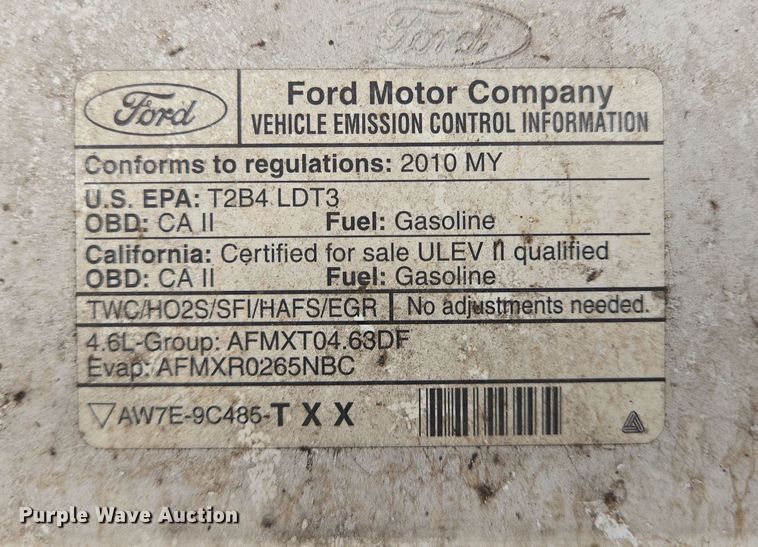 Ford
Ford
Ford Motor Company
VEHICLE EMISSION CONTROL INFORMATION
Conforms to regulations: 2010 MY
U.S. EPA: T2B4 LDT3
OBD: CA II Fuel: Gasoline
California: Certified for sale ULEV II qualified
OBD: CA II Fuel: Gasoline
TWC/HO2S/SFI/HAFS/EGR No adjustments needed.
4.6L-Group: AFMXT04.63DF
Evap: AFMXR0265NBC
AW7E-9C485-TXX
Purple Wave Auction